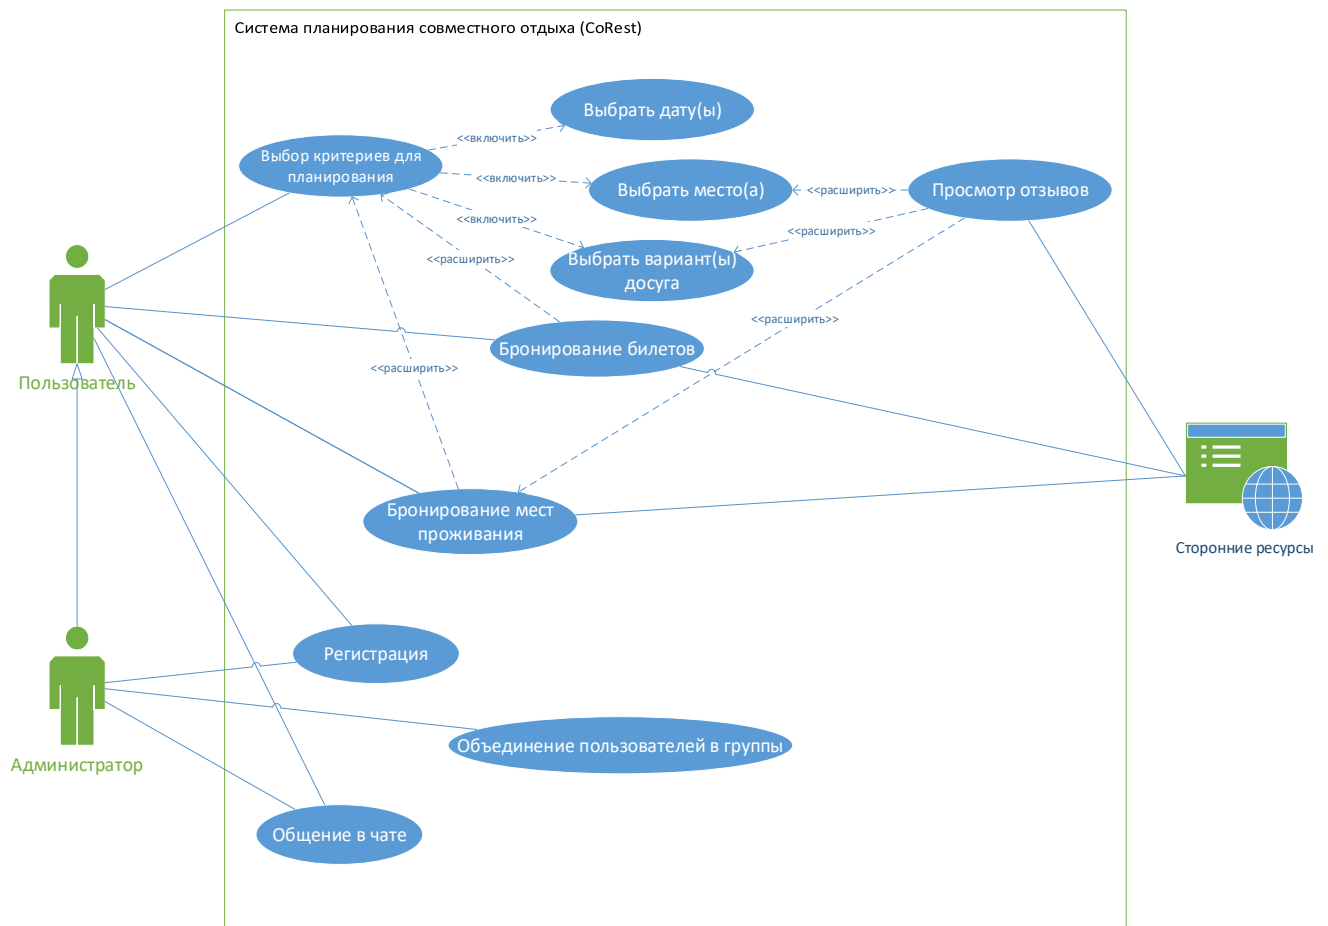 Система планирования совместного отдыха (CoRest)
Выбрать дату(ы)
<<включить>>
Выбор критериев для
планирования
<<включить>>
Выбрать место(а)
<<расширить>>
Просмотр отзывов
<<включить>>
<<расширить>>
Выбрать вариант(ы)
досуга
<<расширить>>
<<расширить>>
Бронирование билетов
<<расширить>>
Пользователь
Бронирование мест
проживания
Сторонние ресурсы
Регистрация
Объединение пользователей в группы
Администратор
Общение в чате